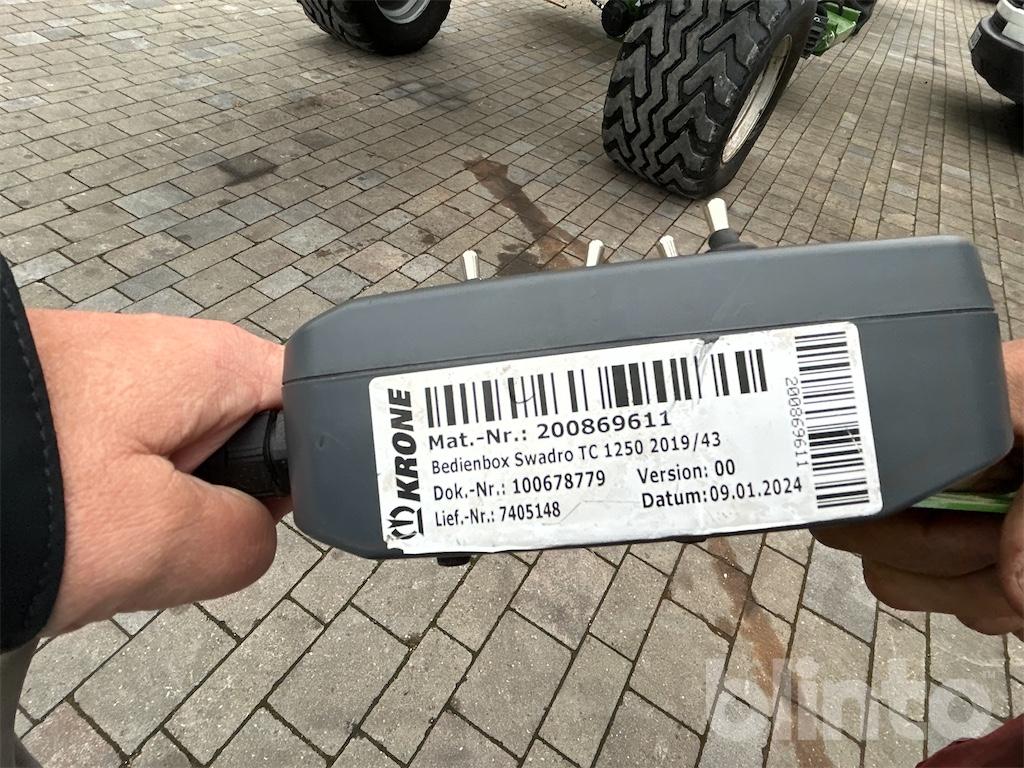 KRONE
Mat.-Nr.: 200869611
Bedienbox Swadro TC 1250 2019/43
Dok.-Nr.: 100678779 Version: 00
Lief.-Nr.: 7405148 Datum:09.01.2024
200869611
blinto™